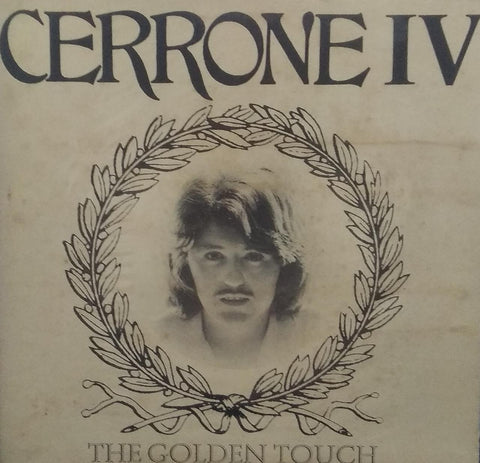 CERRONE IV
THE GOLDEN TOUCH